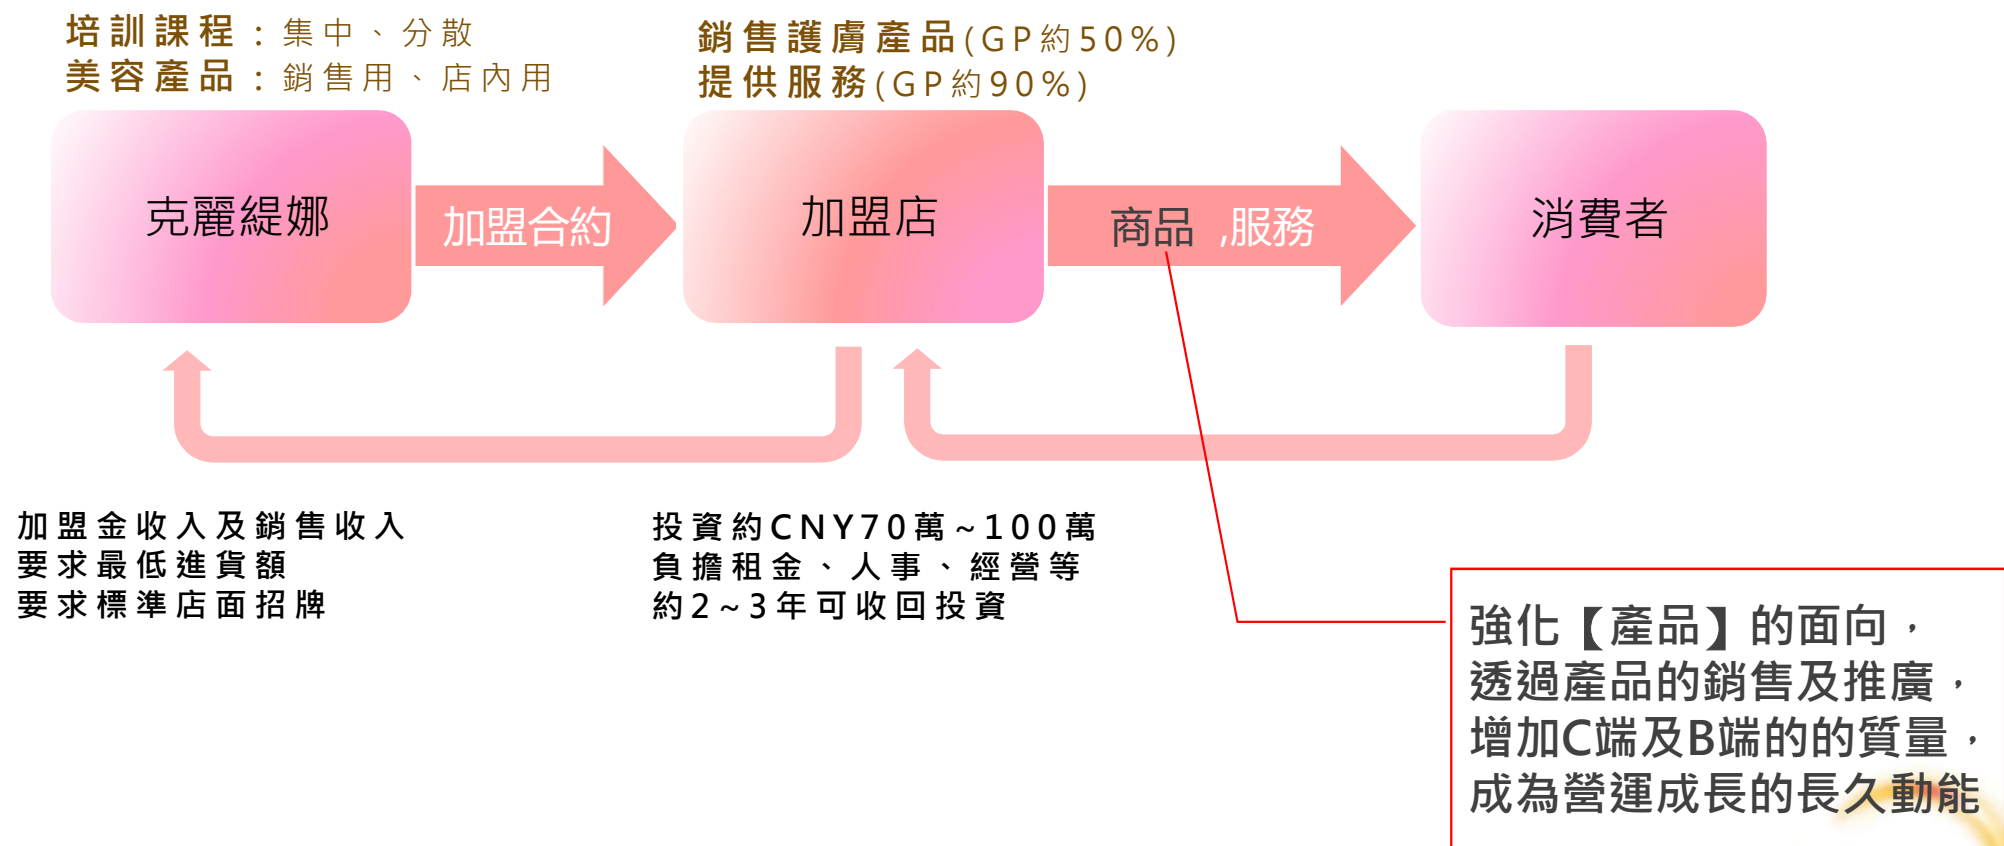 培訓課程：集中、分散
美容產品：銷售用、店內用
銷售護膚產品(GP約50%)
提供服務(GP約90%)
克麗緹娜
加盟合約
加盟店
商品 ,服務
消費者
加盟金收入及銷售收入
要求最低進貨額
要求標準店面招牌
投資約CNY70萬~100萬
負擔租金、人事、經營等
約2~3年可收回投資
強化【產品】的面向，
透過產品的銷售及推廣，
增加C端及B端的的質量，
成為營運成長的長久動能